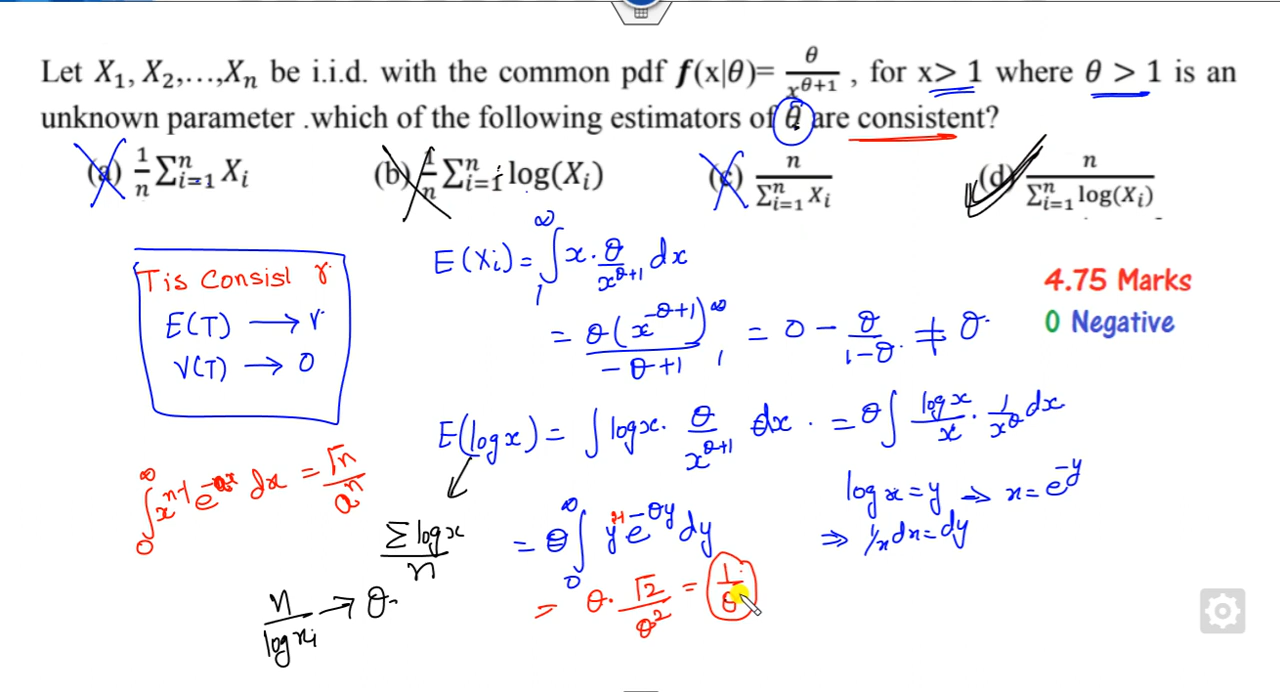 Let X₁, X₂,…,Xₙ be i.i.d. with the common pdf f(x|θ)= θ/x^(θ+1) , for x> 1 where θ > 1 is an
unknown parameter .which of the following estimators of θ are consistent?
(a) 1/n Σⁿᵢ₌₁ Xᵢ (b) 1/n Σⁿᵢ₌₁ log(Xᵢ) (c) n/(Σⁿᵢ₌₁ Xᵢ) (d) n/(Σⁿᵢ₌₁ log(Xᵢ))
E(Xi) = ∫₁^∞ x · θ/x^(θ+1) dx
T is Consist r
E(T) → r
V(T) → 0
4.75 Marks
0 Negative
= θ(x^(-θ+1))/(-θ+1) |₁^∞ = 0 - θ/(1-θ) ≠ θ.
E(log x) = ∫ log x · θ/x^(θ+1) dx · = θ ∫ log x/x · 1/x^θ dx
∫₀^∞ x^(n-1) e^(-ax) dx = Γn/a^n
log x = y ⇒ x = e^(-y)
⇒ 1/x dx = dy
Σ log x/n
= θ ∫₀^∞ y^(2-1) e^(-θy) dy
= θ · Γ2/θ² = 1/θ
n/log xi → θ.